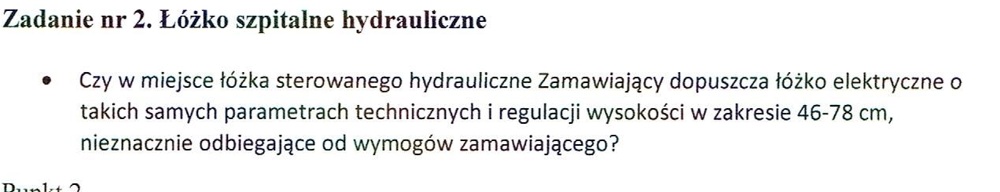 Zadanie nr 2. Łóżko szpitalne hydrauliczne
• Czy w miejsce łóżka sterowanego hydrauliczne Zamawiający dopuszcza łóżko elektryczne o
takich samych parametrach technicznych i regulacji wysokości w zakresie 46-78 cm,
nieznacznie odbiegające od wymogów zamawiającego?
Punkt 2